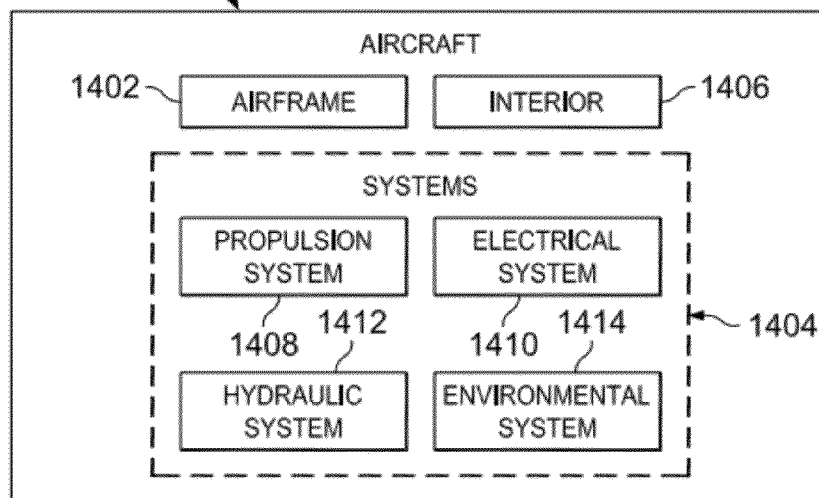 AIRCRAFT
1402
AIRFRAME
INTERIOR
1406
SYSTEMS
PROPULSION
SYSTEM
ELECTRICAL
SYSTEM
1404
1408
1412
1410
1414
HYDRAULIC
SYSTEM
ENVIRONMENTAL
SYSTEM